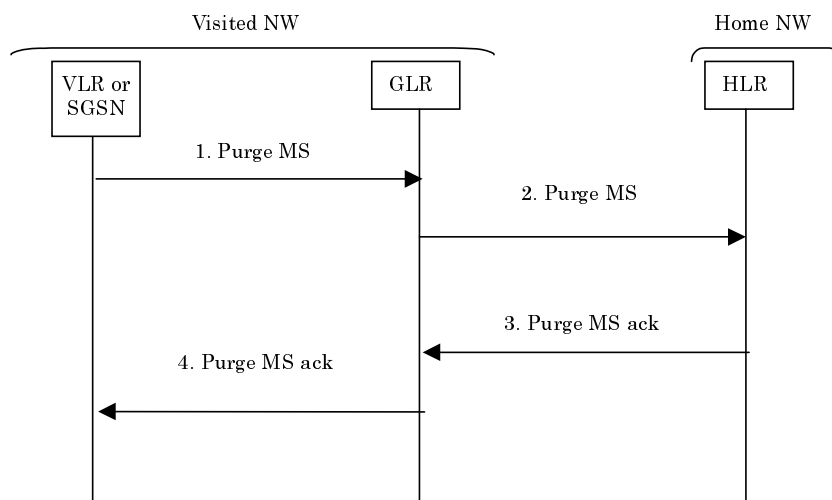 Visited NW
Home NW
VLR or
SGSN
GLR
HLR
1. Purge MS
2. Purge MS
3. Purge MS ack
4. Purge MS ack